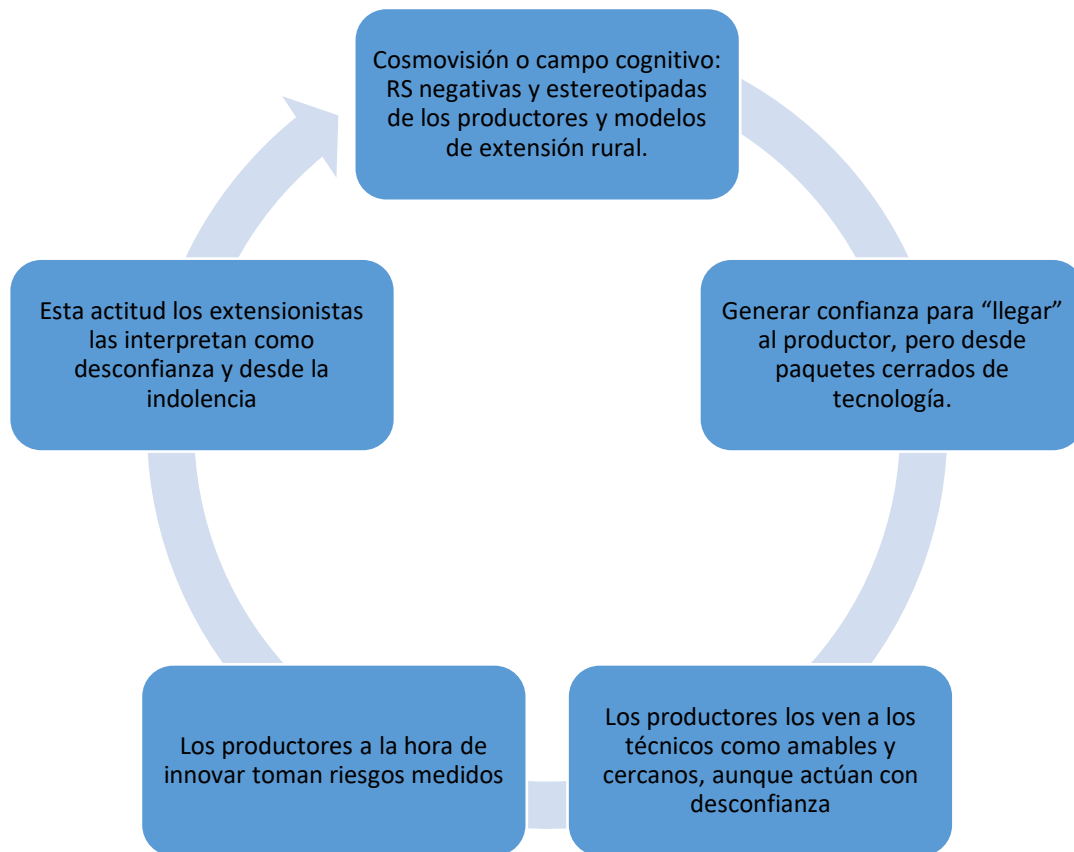 Cosmovisión o campo cognitivo:
RS negativas y estereotipadas
de los productores y modelos
de extensión rural.
Generar confianza para “llegar”
al productor, pero desde
paquetes cerrados de
tecnología.
Los productores los ven a los
técnicos como amables y
cercanos, aunque actúan con
desconfianza
Los productores a la hora de
innovar toman riesgos medidos
Esta actitud los extensionistas
las interpretan como
desconfianza y desde la
indolencia